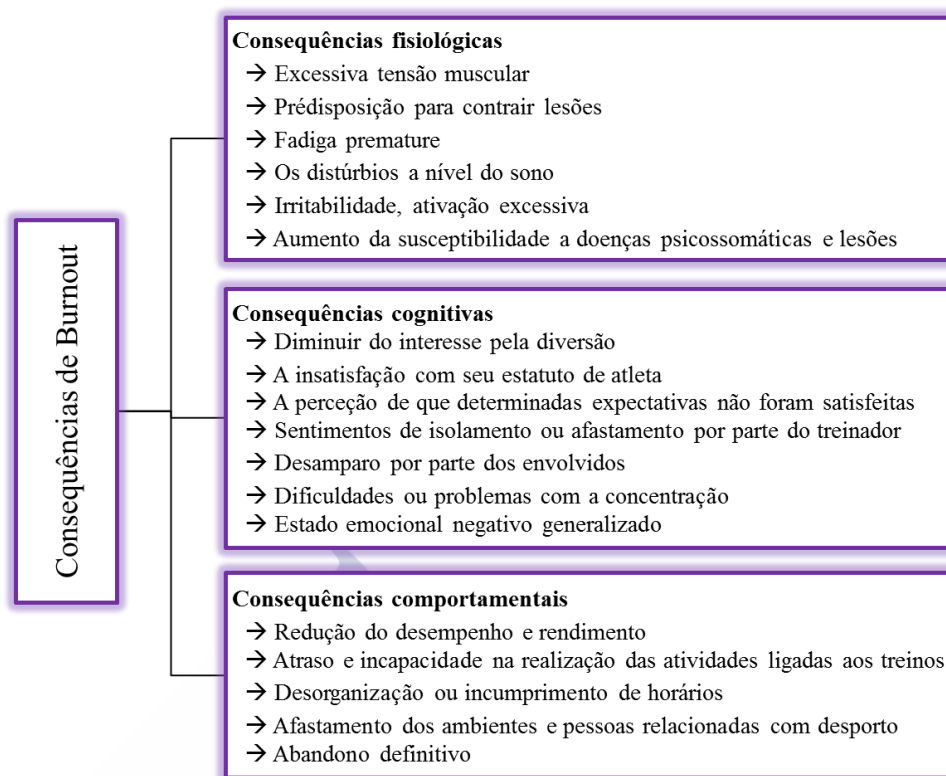 Consequências de Burnout
Consequências fisiológicas
→ Excessiva tensão muscular
→ Prédisposição para contrair lesões
→ Fadiga premature
→ Os distúrbios a nível do sono
→ Irritabilidade, ativação excessiva
→ Aumento da susceptibilidade a doenças psicossomáticas e lesões
Consequências cognitivas
→ Diminuir do interesse pela diversão
→ A insatisfação com seu estatuto de atleta
→ A perceção de que determinadas expectativas não foram satisfeitas
→ Sentimentos de isolamento ou afastamento por parte do treinador
→ Desamparo por parte dos envolvidos
→ Dificuldades ou problemas com a concentração
→ Estado emocional negativo generalizado
Consequências comportamentais
→ Redução do desempenho e rendimento
→ Atraso e incapacidade na realização das atividades ligadas aos treinos
→ Desorganização ou incumprimento de horários
→ Afastamento dos ambientes e pessoas relacionadas com desporto
→ Abandono definitivo